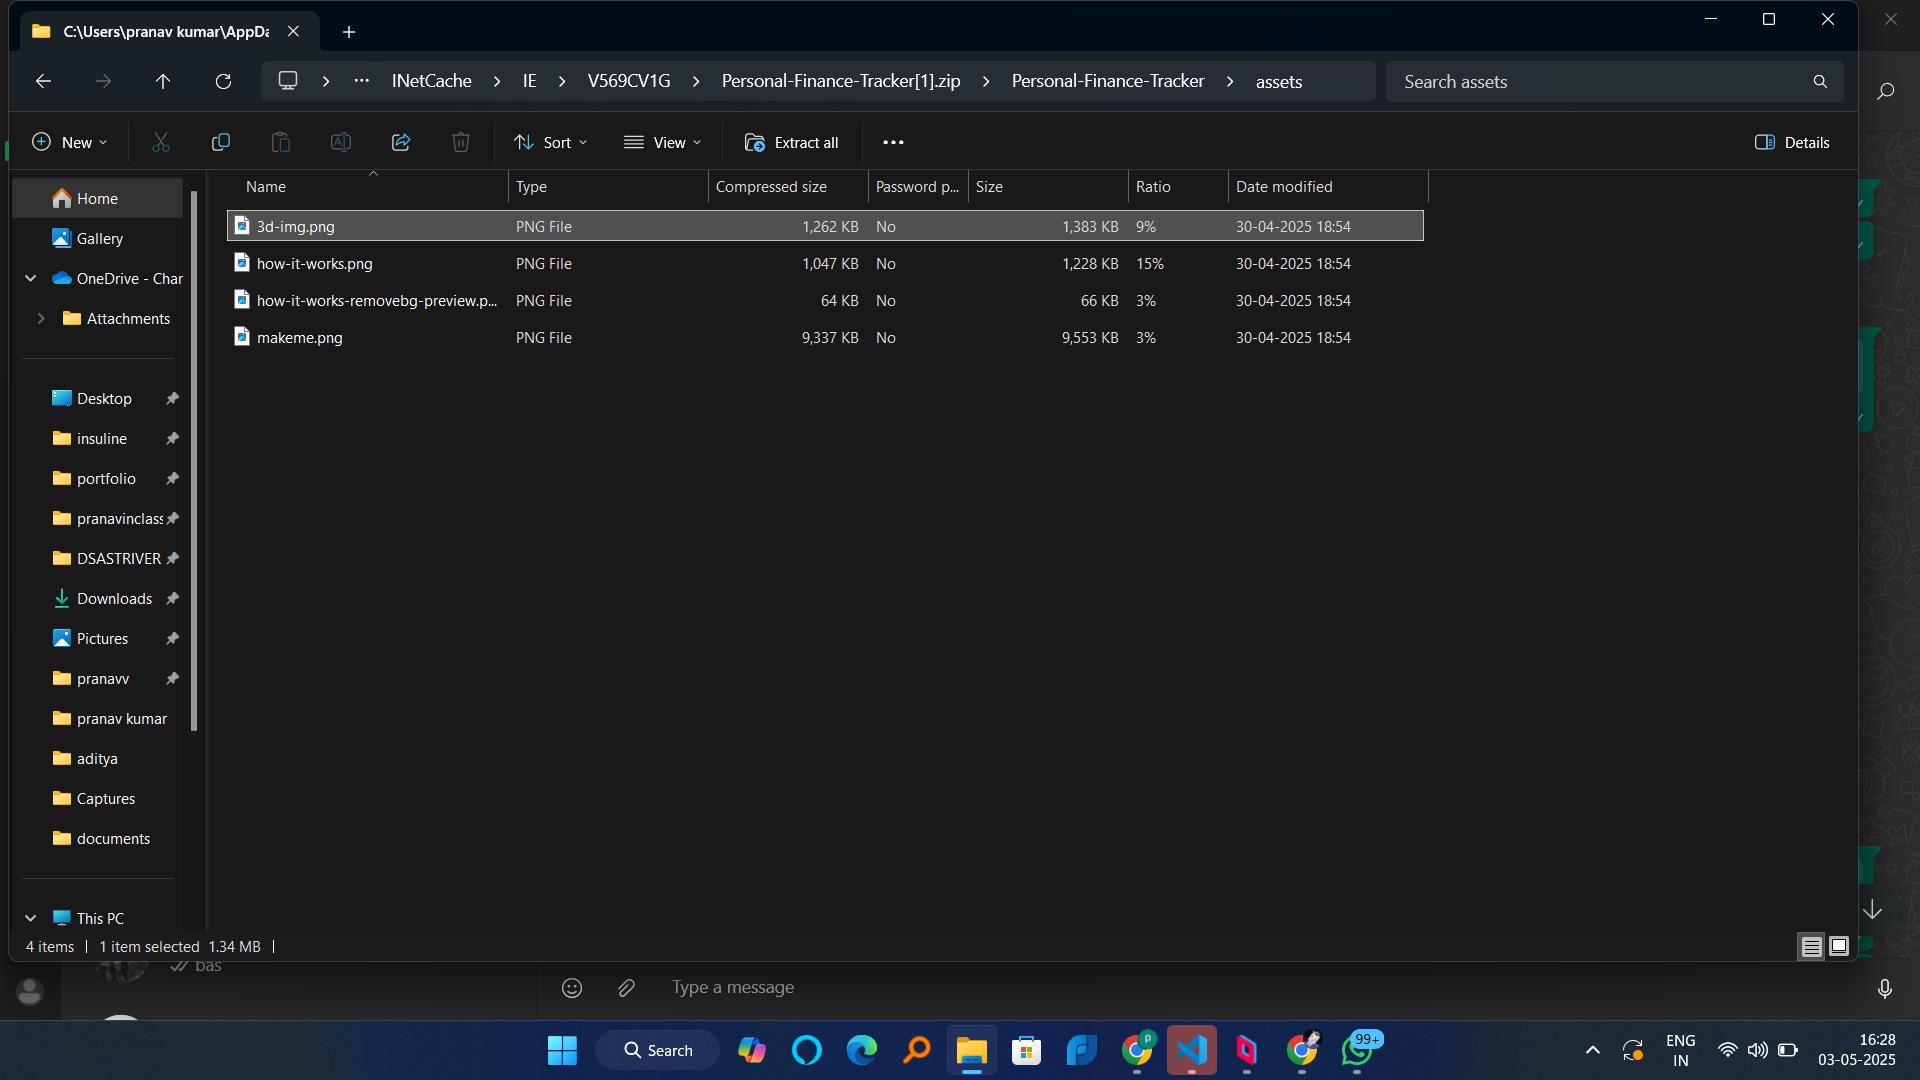 C:\Users\pranav kumar\AppDa
INetCache
IE
V569CV1G
Personal-Finance-Tracker[1].zip
Personal-Finance-Tracker
assets
Search assets
New
Sort
View
Extract all
Details
Name
Type
Compressed size
Password p...
Size
Ratio
Date modified
3d-img.png PNG File 1,262 KB No 1,383 KB 9% 30-04-2025 18:54
how-it-works.png PNG File 1,047 KB No 1,228 KB 15% 30-04-2025 18:54
how-it-works-removebg-preview.p... PNG File 64 KB No 66 KB 3% 30-04-2025 18:54
makeme.png PNG File 9,337 KB No 9,553 KB 3% 30-04-2025 18:54
Home
Gallery
OneDrive - Char
Attachments
Desktop
insuline
portfolio
pranavinclass
DSASTRIVER
Downloads
Pictures
pranavv
pranav kumar
aditya
Captures
documents
This PC
4 items
1 item selected 1.34 MB
bas
Type a message
Search
P
99+
ENG
IN
16:28
03-05-2025